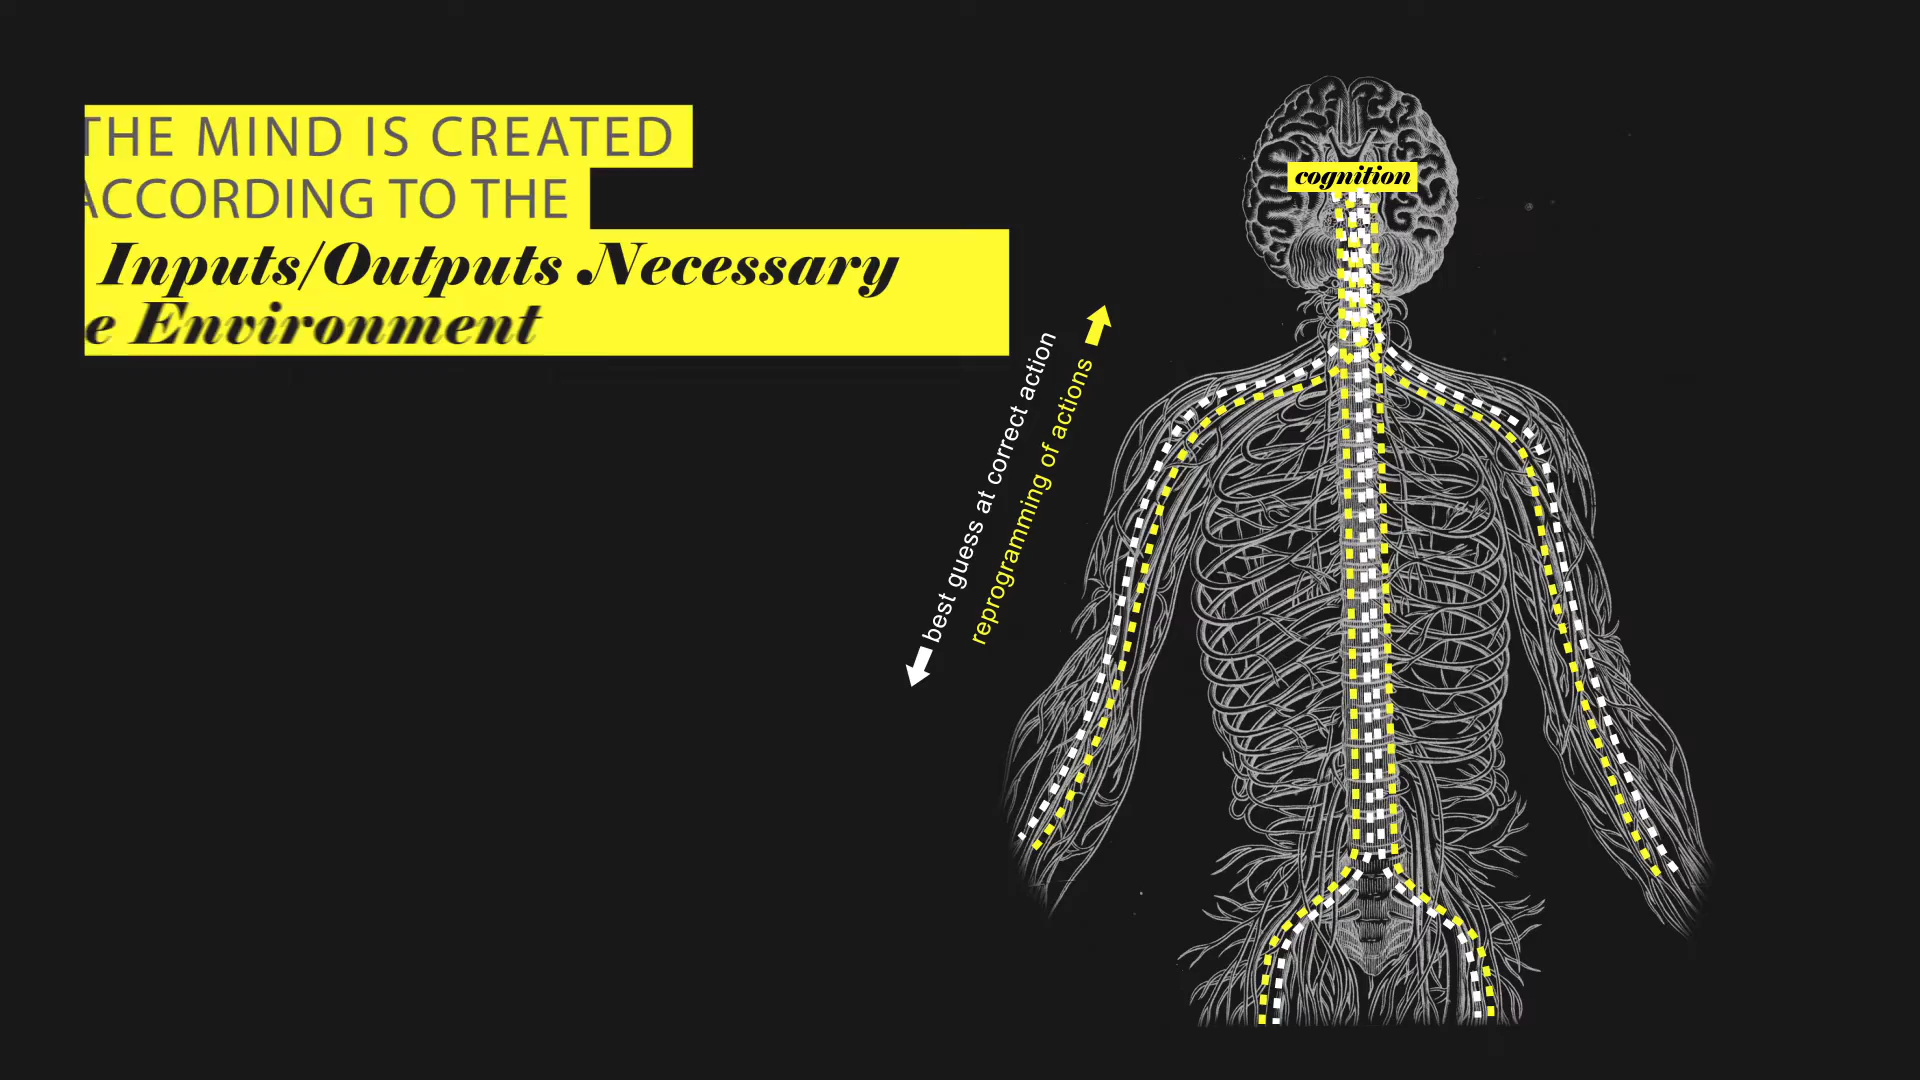 THE MIND IS CREATED
ACCORDING TO THE
Inputs/Outputs Necessary
e Environment
cognition
best guess at correct action
reprogramming of actions